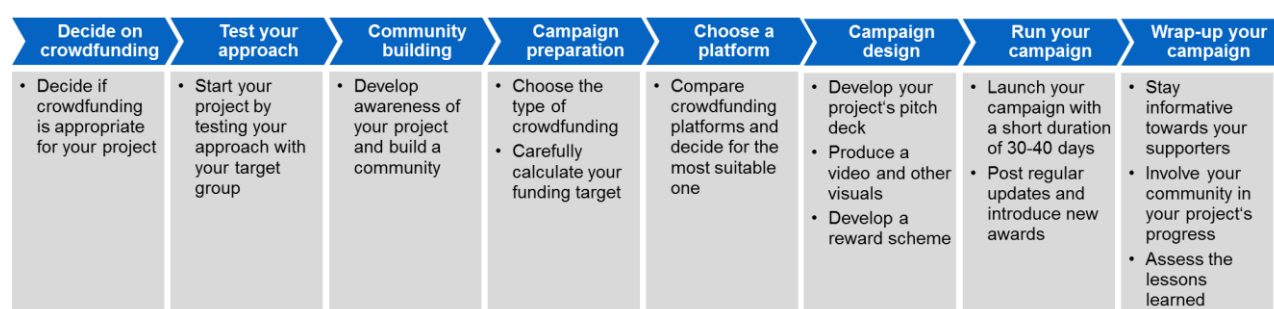 Decide on
crowdfunding
Test your
approach
Community
building
Campaign
preparation
Choose a
platform
Campaign
design
Run your
campaign
Wrap-up your
campaign
• Decide if
crowdfunding
is appropriate
for your project
• Start your
project by
testing your
approach with
your target
group
• Develop
awareness of
your project
and build a
community
• Choose the
type of
crowdfunding
• Carefully
calculate your
funding target
• Compare
crowdfunding
platforms and
decide for the
most suitable
one
• Develop your
project‘s pitch
deck
• Produce a
video and other
visuals
• Develop a
reward scheme
• Launch your
campaign with
a short duration
of 30-40 days
• Post regular
updates and
introduce new
awards
• Stay
informative
towards your
supporters
• Involve your
community in
your project‘s
progress
• Assess the
lessons
learned